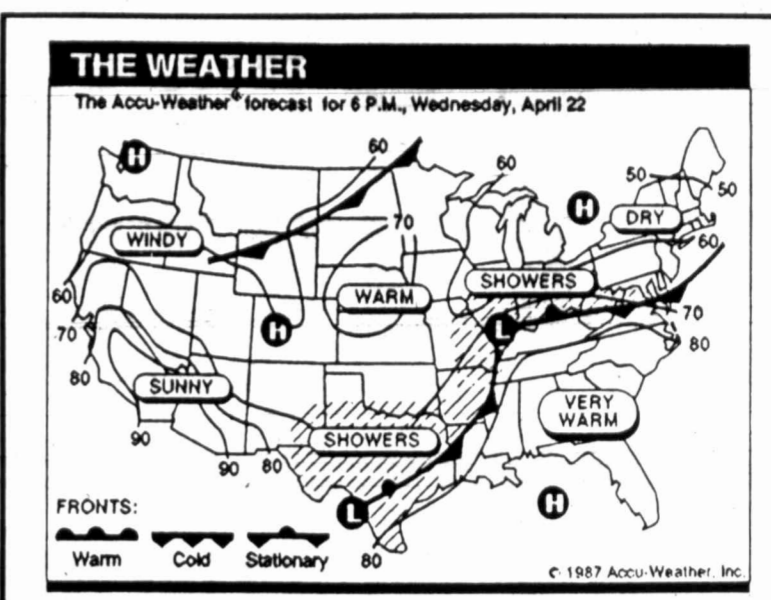 THE WEATHER
The Accu-Weather® forecast for 6 P.M., Wednesday, April 22
H
60
60
50
50
H
DRY
WINDY
70
60
SHOWERS
60
WARM
70
H
L
70
80
80
SUNNY
VERY
WARM
SHOWERS
90
90
80
H
L
FRONTS:
Warm
Cold
Stationary
80
© 1987 Accu-Weather, Inc.